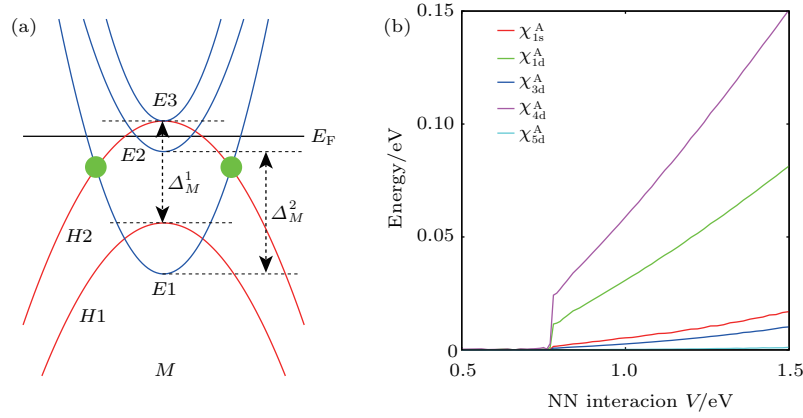 (a)
E3
E_F
E2
Δ_M^1
Δ_M^2
H2
E1
H1
M
(b)
0.15
χ_1s^A
χ_1d^A
χ_3d^A
χ_4d^A
χ_5d^A
0.10
Energy/eV
0.05
0
0.5
1.0
1.5
NN interacion V/eV